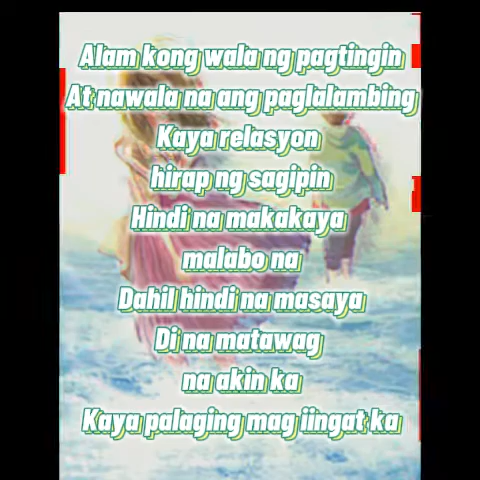 Alam kong wala ng pagtingin
At nawala na ang paglalambing
Kaya relasyon
hirap ng sagipin
Hindi na makakaya
malabo na
Dahil hindi na masaya
Di na matawag
na akin ka
Kaya palaging mag iingat ka